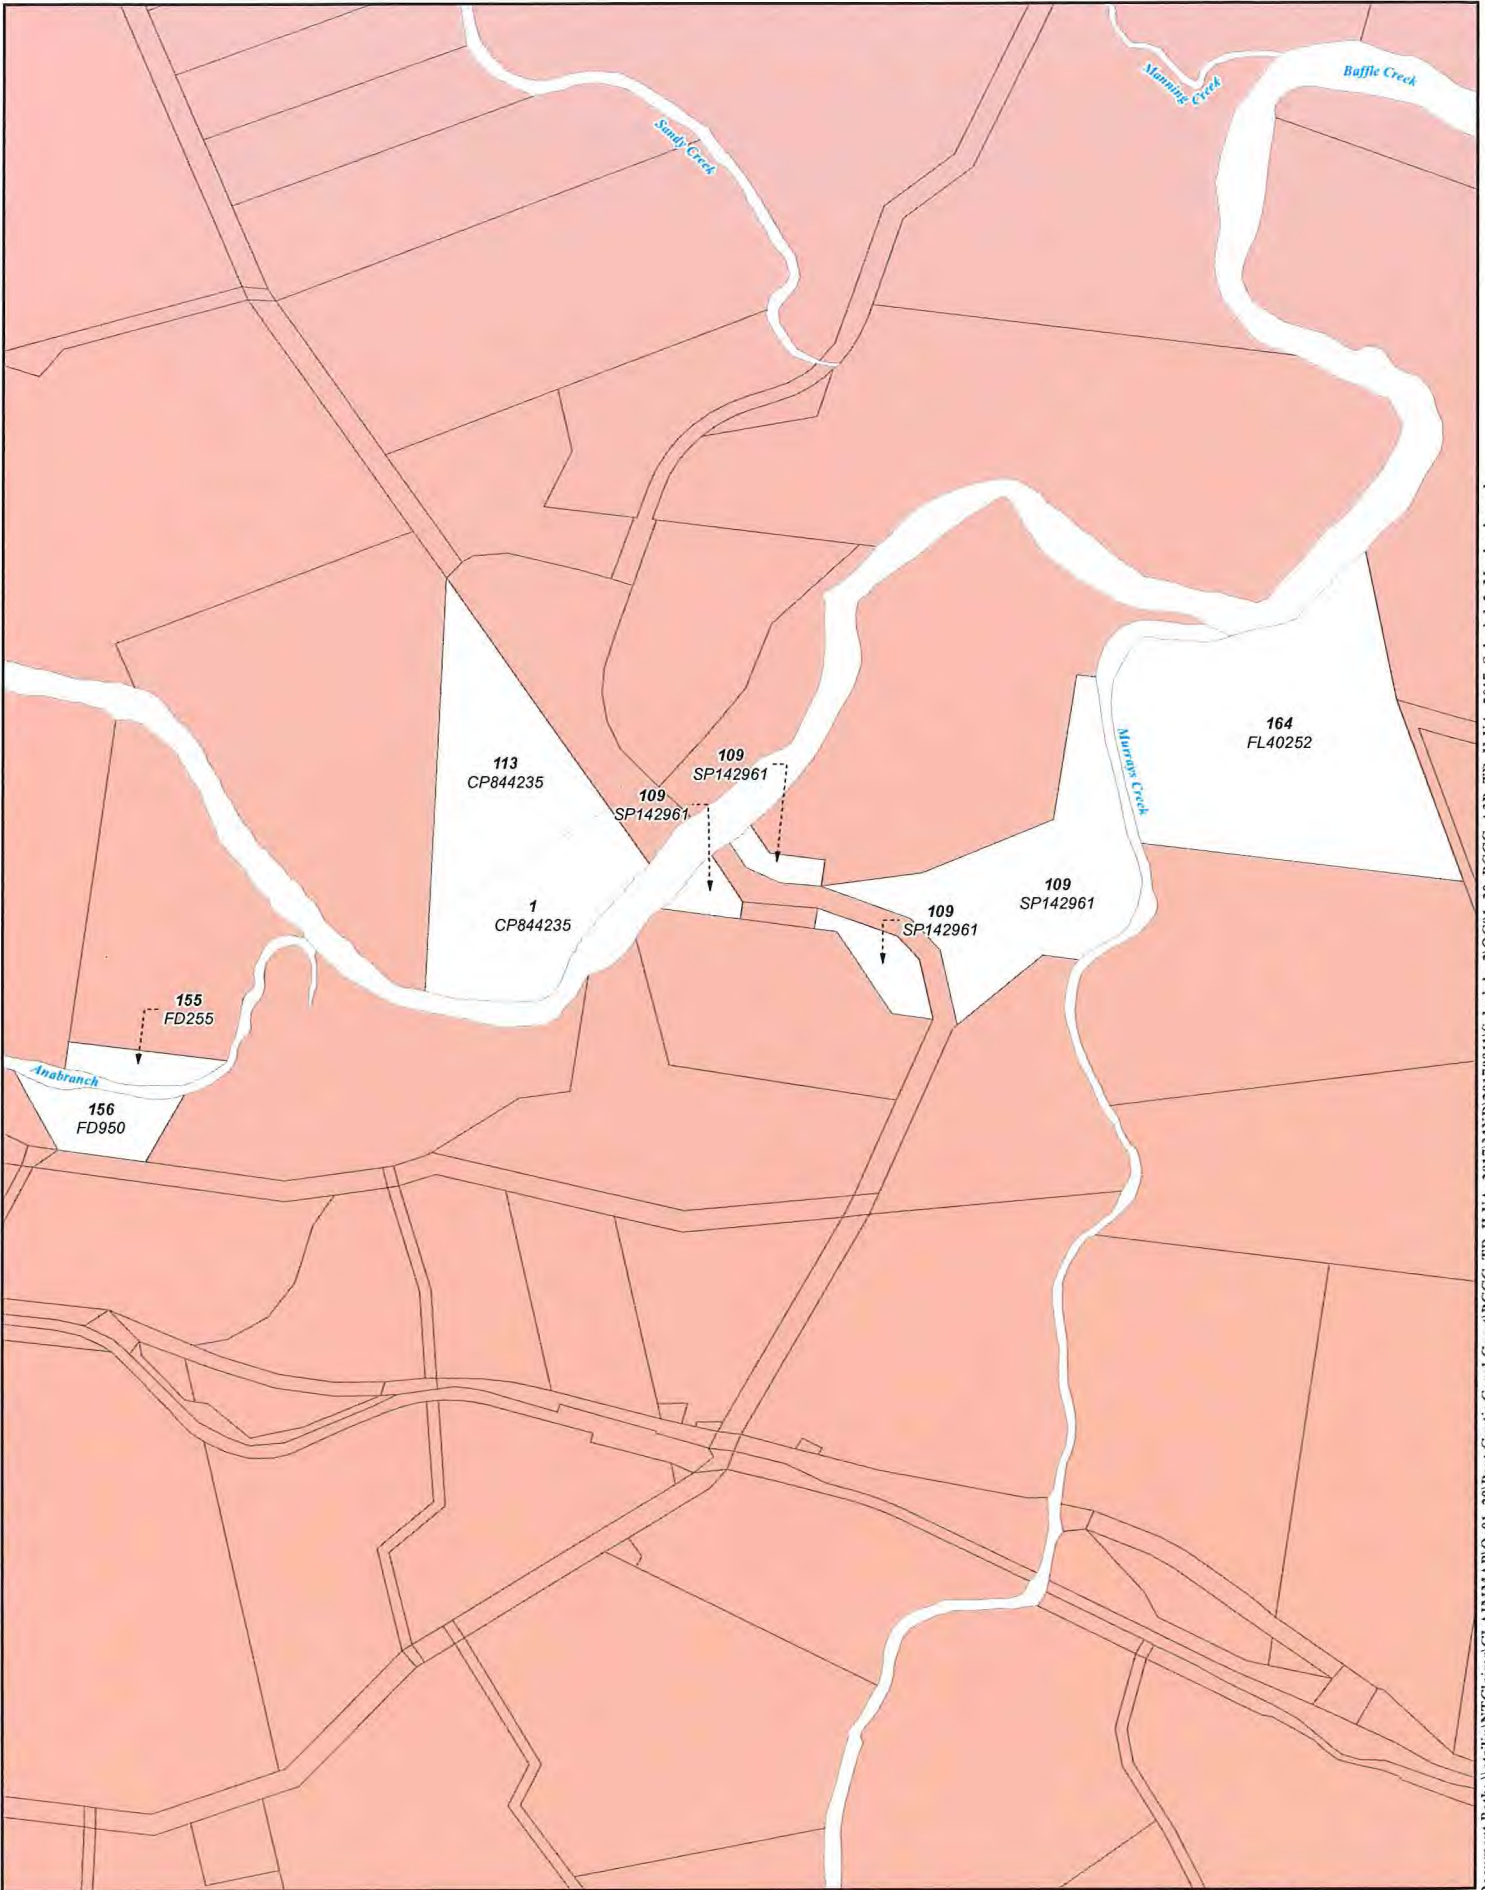 Baffle Creek
Manning Creek
Sandy Creek
164
FL40252
113
CP844235
109
SP142961
109
SP142961
Murrays Creek
109
SP142961
1
CP844235
109
SP142961
155
FD255
Anabranch
156
FD950